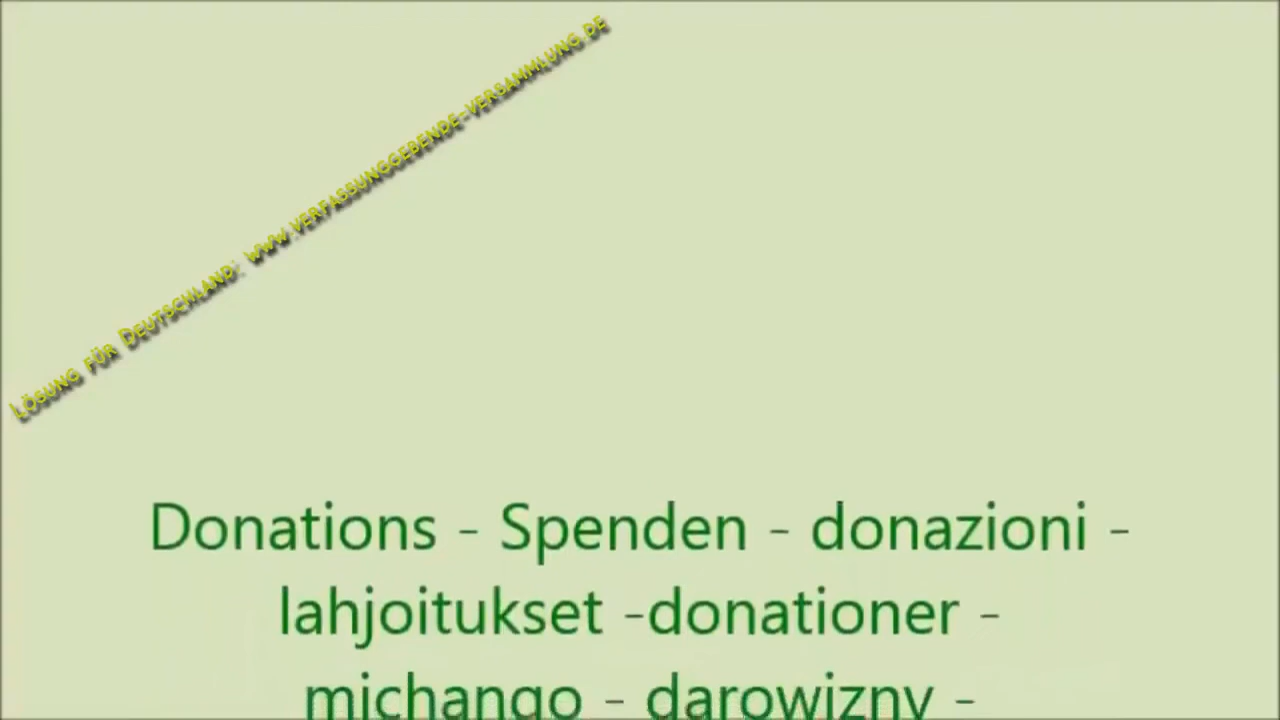 Lösung für Deutschland: www.verfassunggebende-versammlung.de
Donations - Spenden - donazioni -
lahjoitukset -donationer -
michango - darowizny -